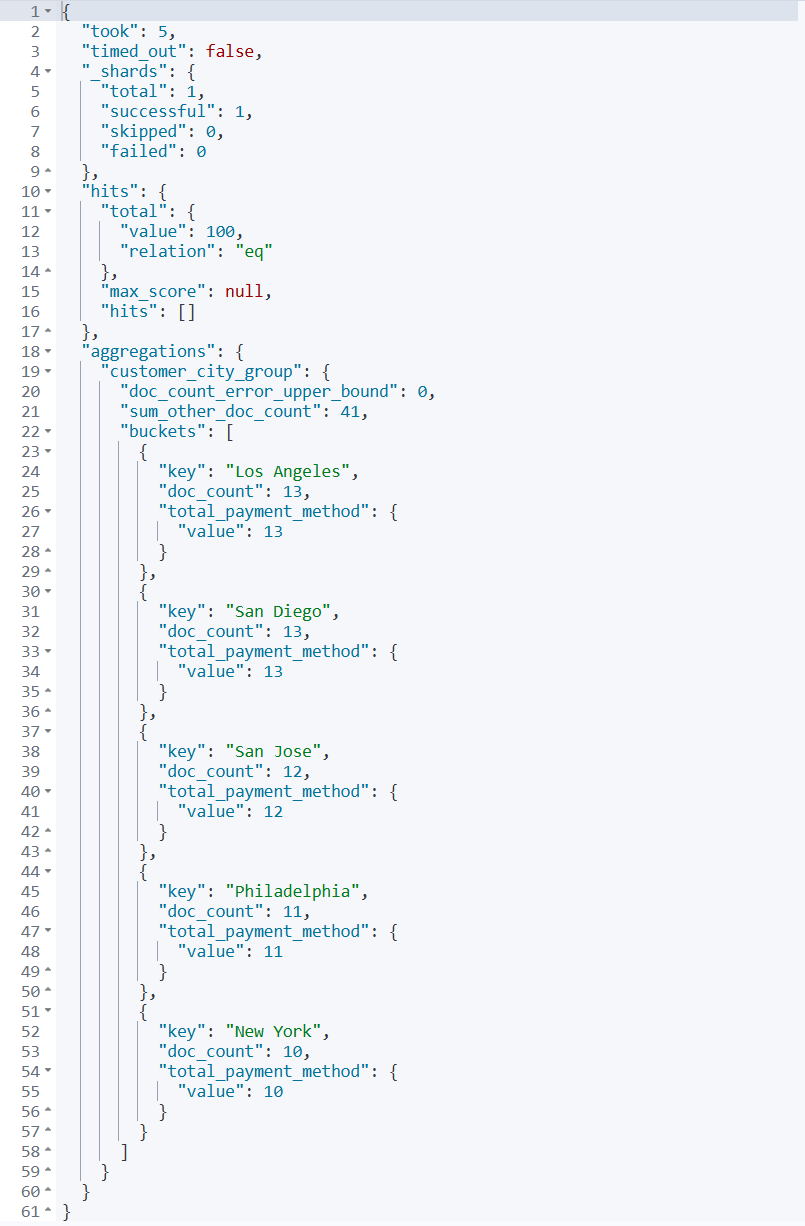 1 {
2 "took": 5,
3 "timed_out": false,
4 "_shards": {
5 "total": 1,
6 "successful": 1,
7 "skipped": 0,
8 "failed": 0
9 },
10 "hits": {
11 "total": {
12 "value": 100,
13 "relation": "eq"
14 },
15 "max_score": null,
16 "hits": []
17 },
18 "aggregations": {
19 "customer_city_group": {
20 "doc_count_error_upper_bound": 0,
21 "sum_other_doc_count": 41,
22 "buckets": [
23 {
24 "key": "Los Angeles",
25 "doc_count": 13,
26 "total_payment_method": {
27 "value": 13
28 }
29 },
30 {
31 "key": "San Diego",
32 "doc_count": 13,
33 "total_payment_method": {
34 "value": 13
35 }
36 },
37 {
38 "key": "San Jose",
39 "doc_count": 12,
40 "total_payment_method": {
41 "value": 12
42 }
43 },
44 {
45 "key": "Philadelphia",
46 "doc_count": 11,
47 "total_payment_method": {
48 "value": 11
49 }
50 },
51 {
52 "key": "New York",
53 "doc_count": 10,
54 "total_payment_method": {
55 "value": 10
56 }
57 }
58 ]
59 }
60 }
61 }